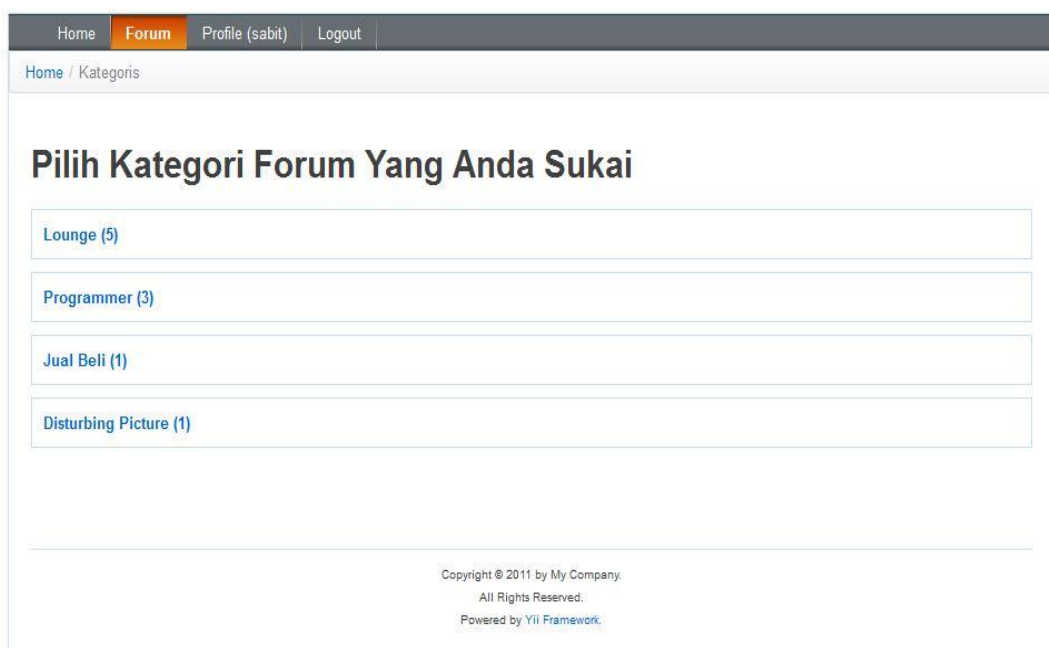 Home Forum Profile (sabit) Logout
Home / Kategoris
Pilih Kategori Forum Yang Anda Sukai
Lounge (5)
Programmer (3)
Jual Beli (1)
Disturbing Picture (1)
Copyright © 2011 by My Company.
All Rights Reserved.
Powered by Yii Framework.